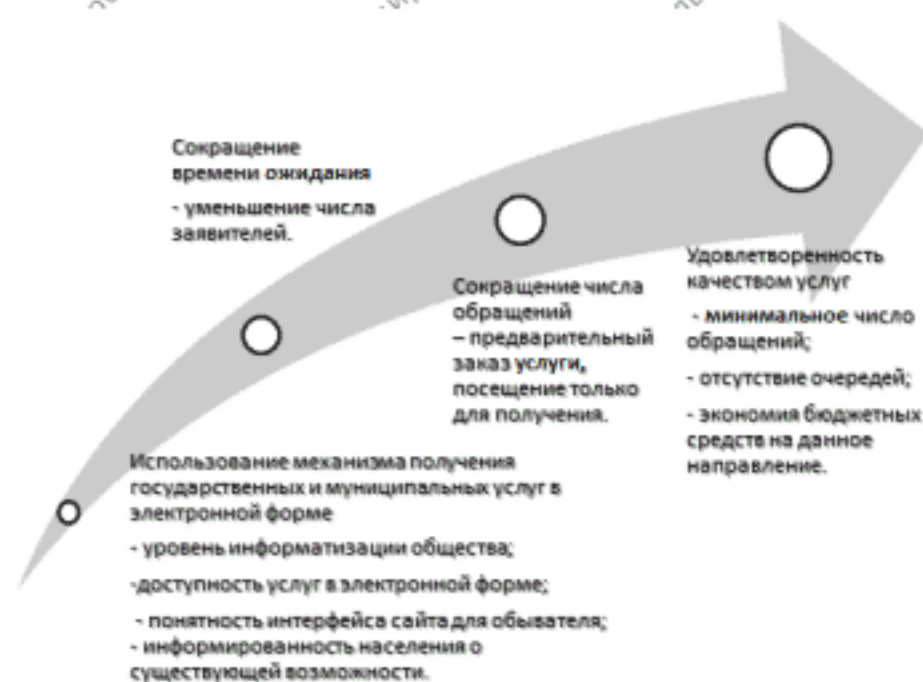 Сокращение
времени ожидания
- уменьшение числа
заявителей.
Сокращение числа
обращений
– предварительный
заказ услуги,
посещение только
для получения.
Удовлетворенность
качеством услуг
- минимальное число
обращений;
- отсутствие очередей;
- экономия бюджетных
средств на данное
направление.
Использование механизма получения
государственных и муниципальных услуг в
электронной форме
- уровень информатизации общества;
-доступность услуг в электронной форме;
- понятность интерфейса сайта для обывателя;
- информированность населения о
существующей возможности.